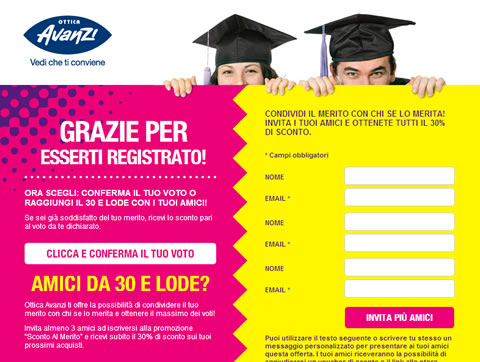 OTTICA
AVANZI
Vedi che ti conviene
GRAZIE PER
ESSERTI REGISTRATO!
ORA SCEGLI: CONFERMA IL TUO VOTO O
RAGGIUNGI IL 30 E LODE CON I TUOI AMICI!
Se sei già soddisfatto del tuo merito, ricevi lo sconto pari
al voto da te dichiarato.
CLICCA E CONFERMA IL TUO VOTO
AMICI DA 30 E LODE?
Ottica Avanzi ti offre la possibilità di condividere il tuo
merito con chi se lo merita e ottenere il massimo dei voti!
Invita almeno 3 amici ad iscriversi alla promozione
"Sconto Al Merito" e ricevi subito il 30% di sconto sui tuoi
prossimi acquisti.
CONDIVIDI IL MERITO CON CHI SE LO MERITA!
INVITA I TUOI AMICI E OTTENETE TUTTI IL 30%
DI SCONTO.
* Campi obbligatori
NOME
EMAIL *
NOME
EMAIL *
NOME
EMAIL *
INVITA PIÙ AMICI
Puoi utilizzare il testo seguente o scrivere tu stesso un
messaggio personalizzato per presentare ai tuoi amici
questa offerta. I tuoi amici riceveranno la possibilità di